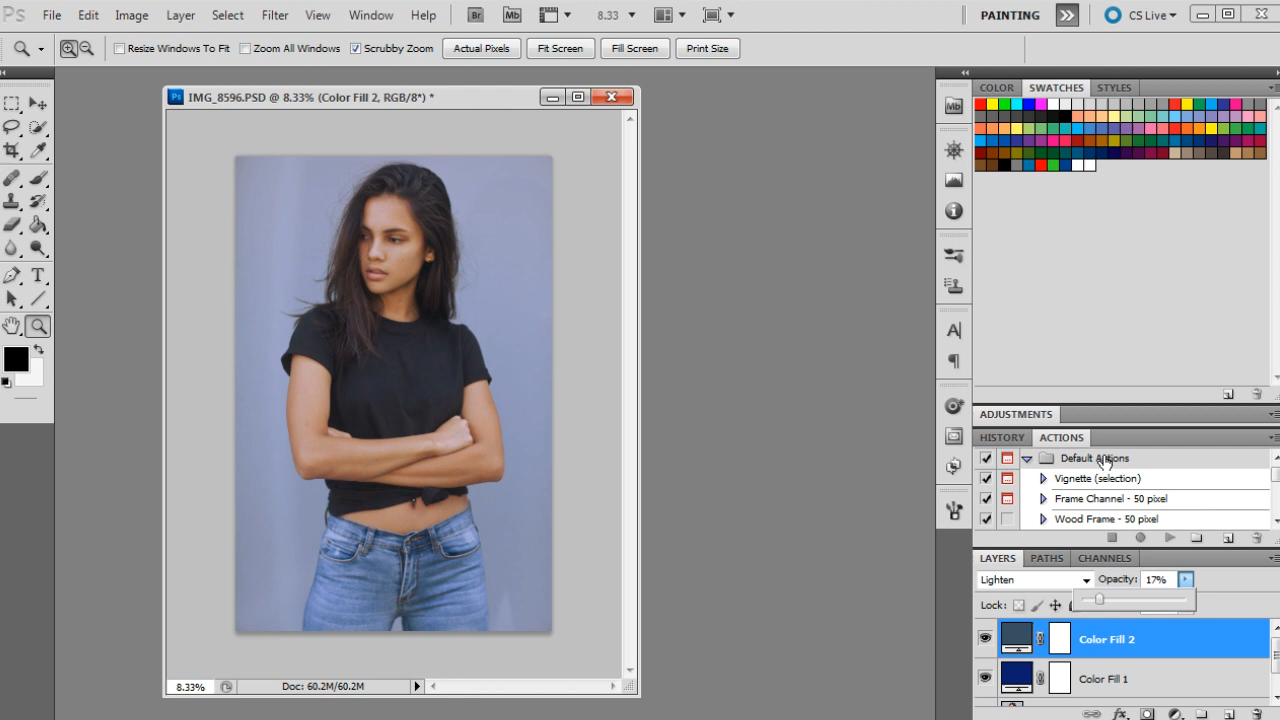 Ps File Edit Image Layer Select Filter View Window Help Br Mb 8.33 PAINTING CS Live
Resize Windows To Fit Zoom All Windows Scrubby Zoom Actual Pixels Fit Screen Fill Screen Print Size
Ps IMG_8596.PSD @ 8.33% (Color Fill 2, RGB/8*) *
8.33% Doc: 60.2M/60.2M
Mb
COLOR SWATCHES STYLES
ADJUSTMENTS
HISTORY ACTIONS
Default Actions
Vignette (selection)
Frame Channel - 50 pixel
Wood Frame - 50 pixel
LAYERS PATHS CHANNELS
Lighten Opacity: 17%
Lock:
Color Fill 2
Color Fill 1